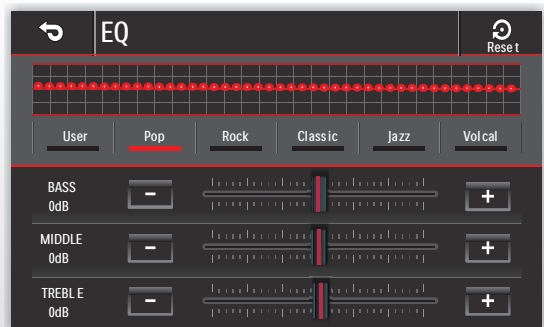 EQ
Reset
User Pop Rock Classic Jazz Volcal
BASS
0dB
− +
MIDDLE
0dB
− +
TREBLE
0dB
− +